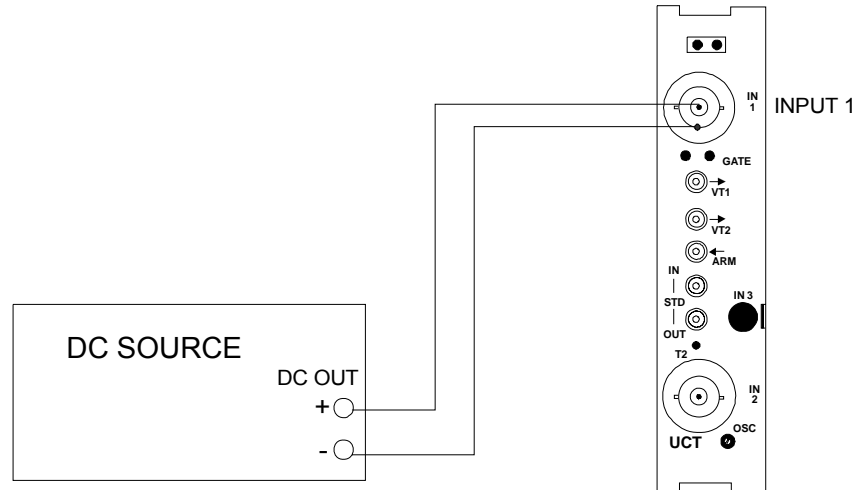 IN
1
INPUT 1
GATE
VT1
VT2
ARM
IN
STD
IN 3
OUT
T2
DC SOURCE
DC OUT
+
-
IN
2
OSC
UCT